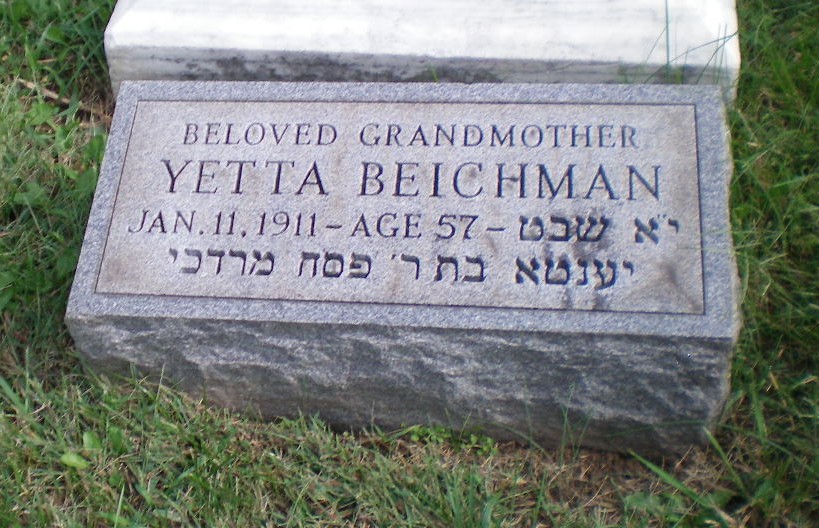 BELOVED GRANDMOTHER
YETTA BEICHMAN
JAN. 11, 1911 – AGE 57 – י"א שבט
יענטא בת ר' פסח מרדכי